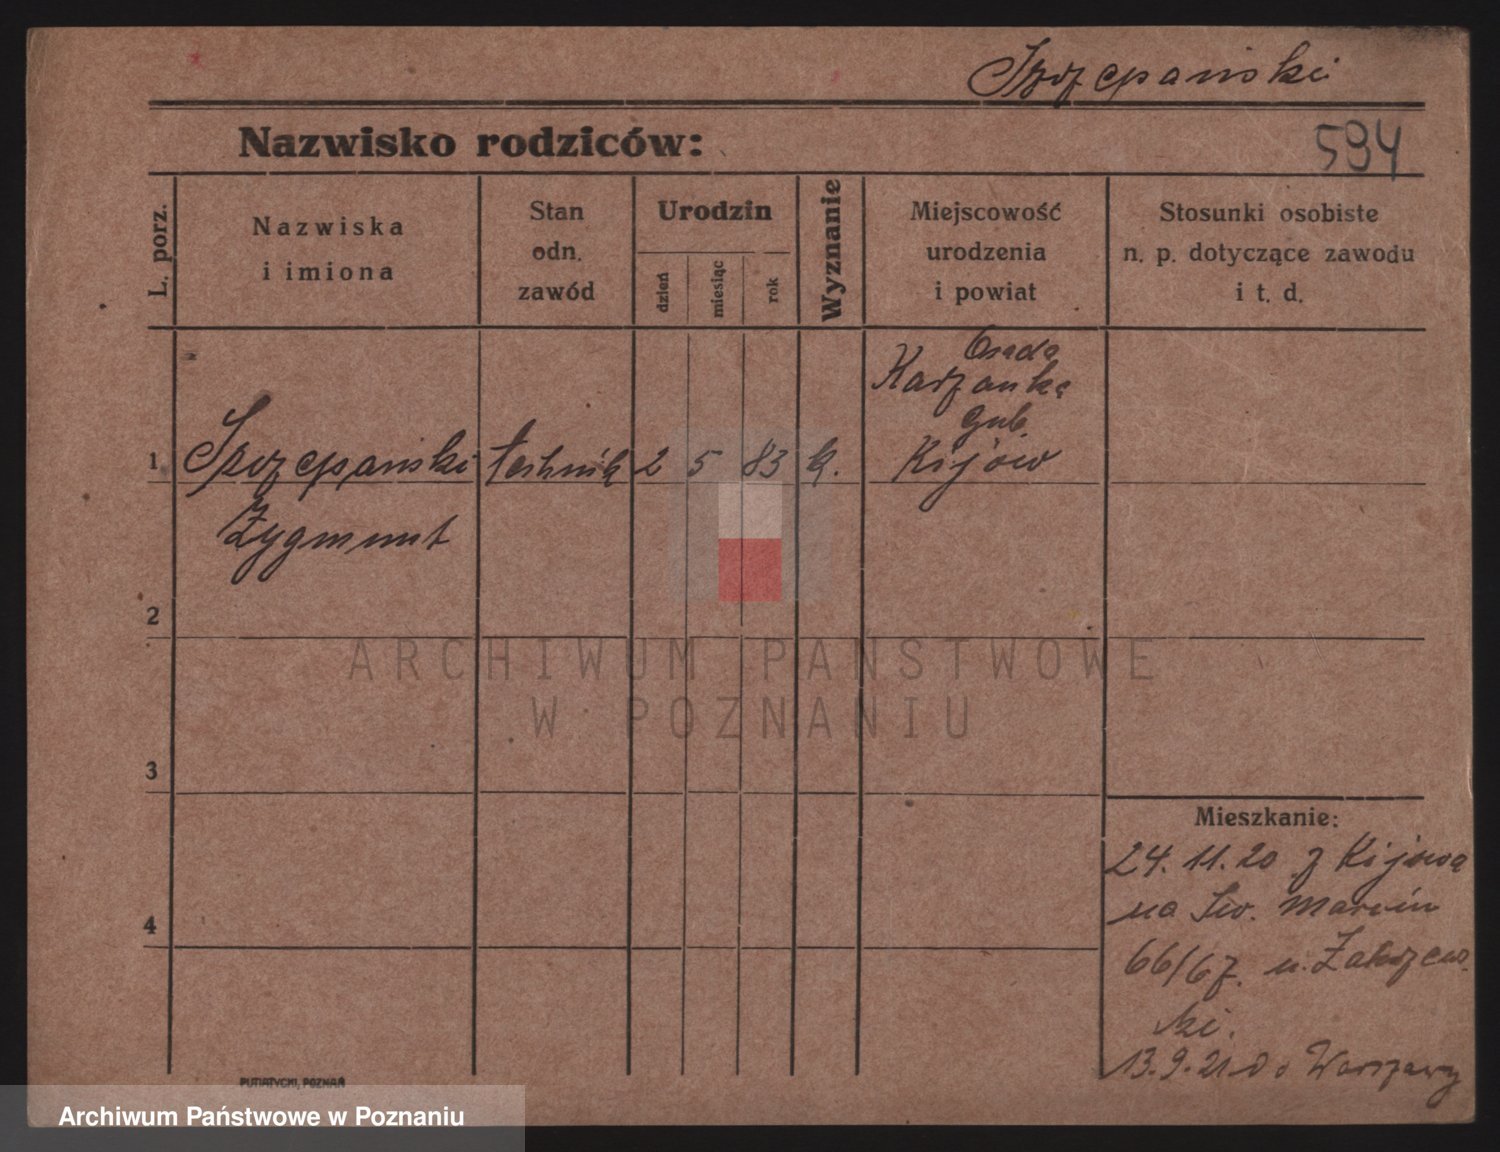 Szczepański
Nazwisko rodziców:
594
L. porz.
Nazwiska
i imiona
Stan
odn.
zawód
Urodzin
dzień
miesiąc
rok
Wyznanie
Miejscowość
urodzenia
i powiat
Stosunki osobiste
n. p. dotyczące zawodu
i t. d.
Osada
gub.
Kijów
1
Szczepański technik 2 5 83 k.
Zygmunt
2
3
4
ARCHIWUM PAŃSTWOWE
W POZNANIU
Mieszkanie:
24.11.20 z Kijowa
na Św. Marcin
66/67. u. Zakrzews
ki.
13.9.21 Do Warszawy
PUTIATYCKI, POZNAŃ
Archiwum Państwowe w Poznaniu